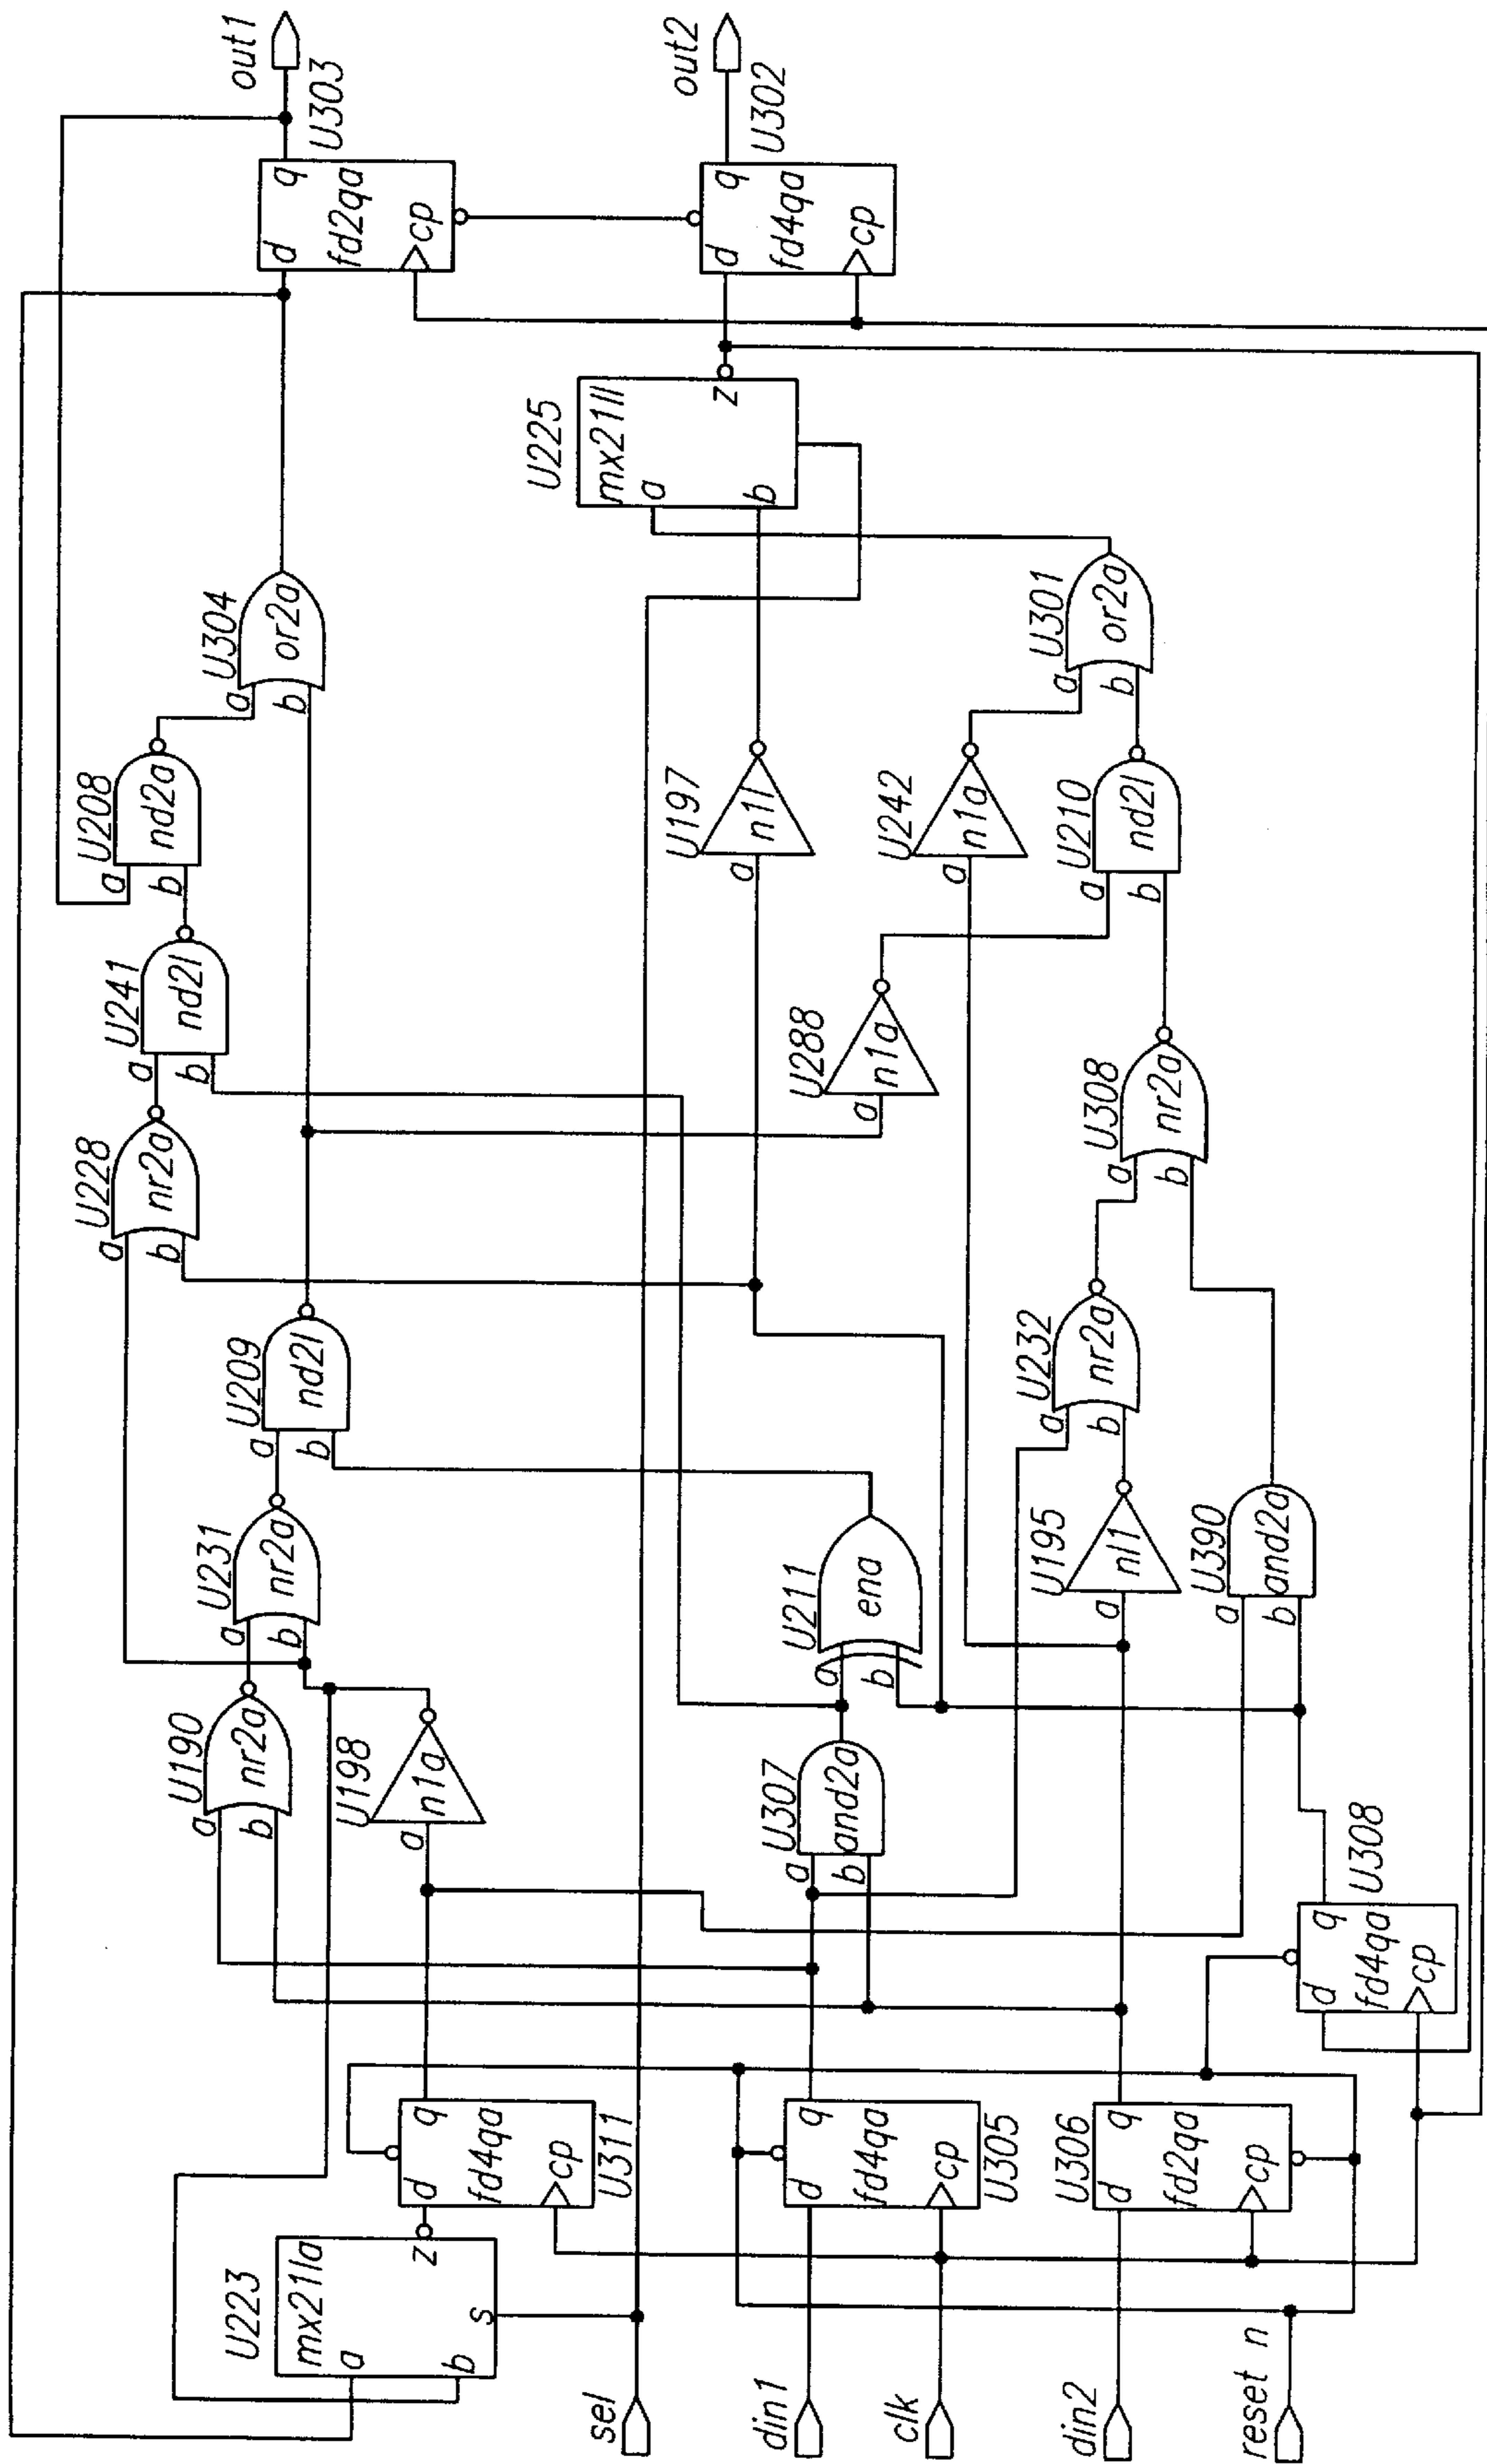 out1
out2
U303
d
q
fd2qa
cp
U302
d
q
fd4qa
cp
U225
mx21ll
a
b
z
U304
a
b
or2a
U208
a
b
nd2a
U241
a
b
nd2l
U228
a
b
nr2a
U197
a
n1l
U242
a
n1a
U301
a
b
or2a
U210
a
b
nd2l
U288
a
n1a
U308
a
b
nr2a
U209
a
b
nd2l
U232
a
b
nr2a
U231
a
b
nr2a
U211
a
b
ena
U195
a
nl1
U390
a
b
and2a
U190
a
b
nr2a
U198
a
n1a
U307
a
b
and2a
U308
d
q
fd4qa
cp
U311
d
q
fd4qa
cp
U305
d
q
fd4qa
cp
U306
d
q
fd2qa
cp
U223
mx21la
a
b
z
s
sel
din1
clk
din2
reset n